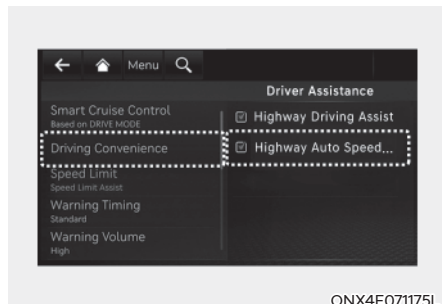 Menu
Driver Assistance
Smart Cruise Control
Based on DRIVE MODE
Driving Convenience
Speed Limit
Speed Limit Assist
Warning Timing
Standard
Warning Volume
High
Highway Driving Assist
Highway Auto Speed...
ONX4E071175L